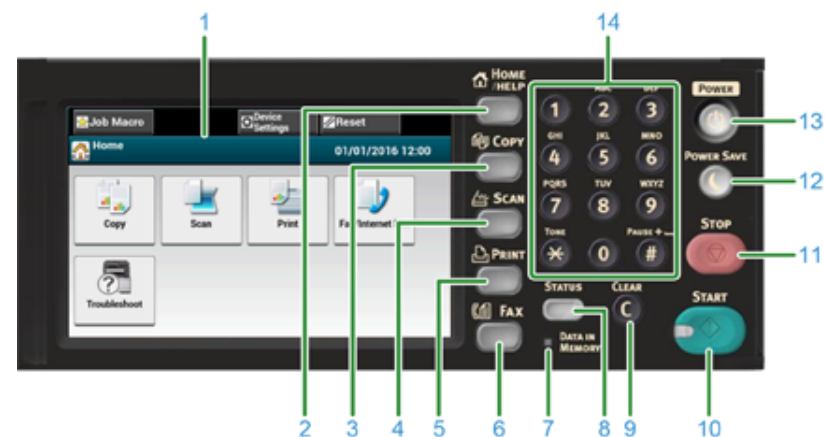 1
14
HOME
/HELP
COPY
SCAN
PRINT
FAX
Job Macro
Device
Settings
Reset
Home
01/01/2016 12:00
Copy
Scan
Print
Troubleshoot
1
ABC
2
DEF
3
GHI
4
JKL
5
MNO
6
PQRS
7
TUV
8
WXYZ
9
TONE
0
PAUSE +
#
STATUS
CLEAR
C
DATA IN
MEMORY
POWER
POWER SAVE
STOP
START
13
12
11
2
3
4
5
6
7
8
9
10